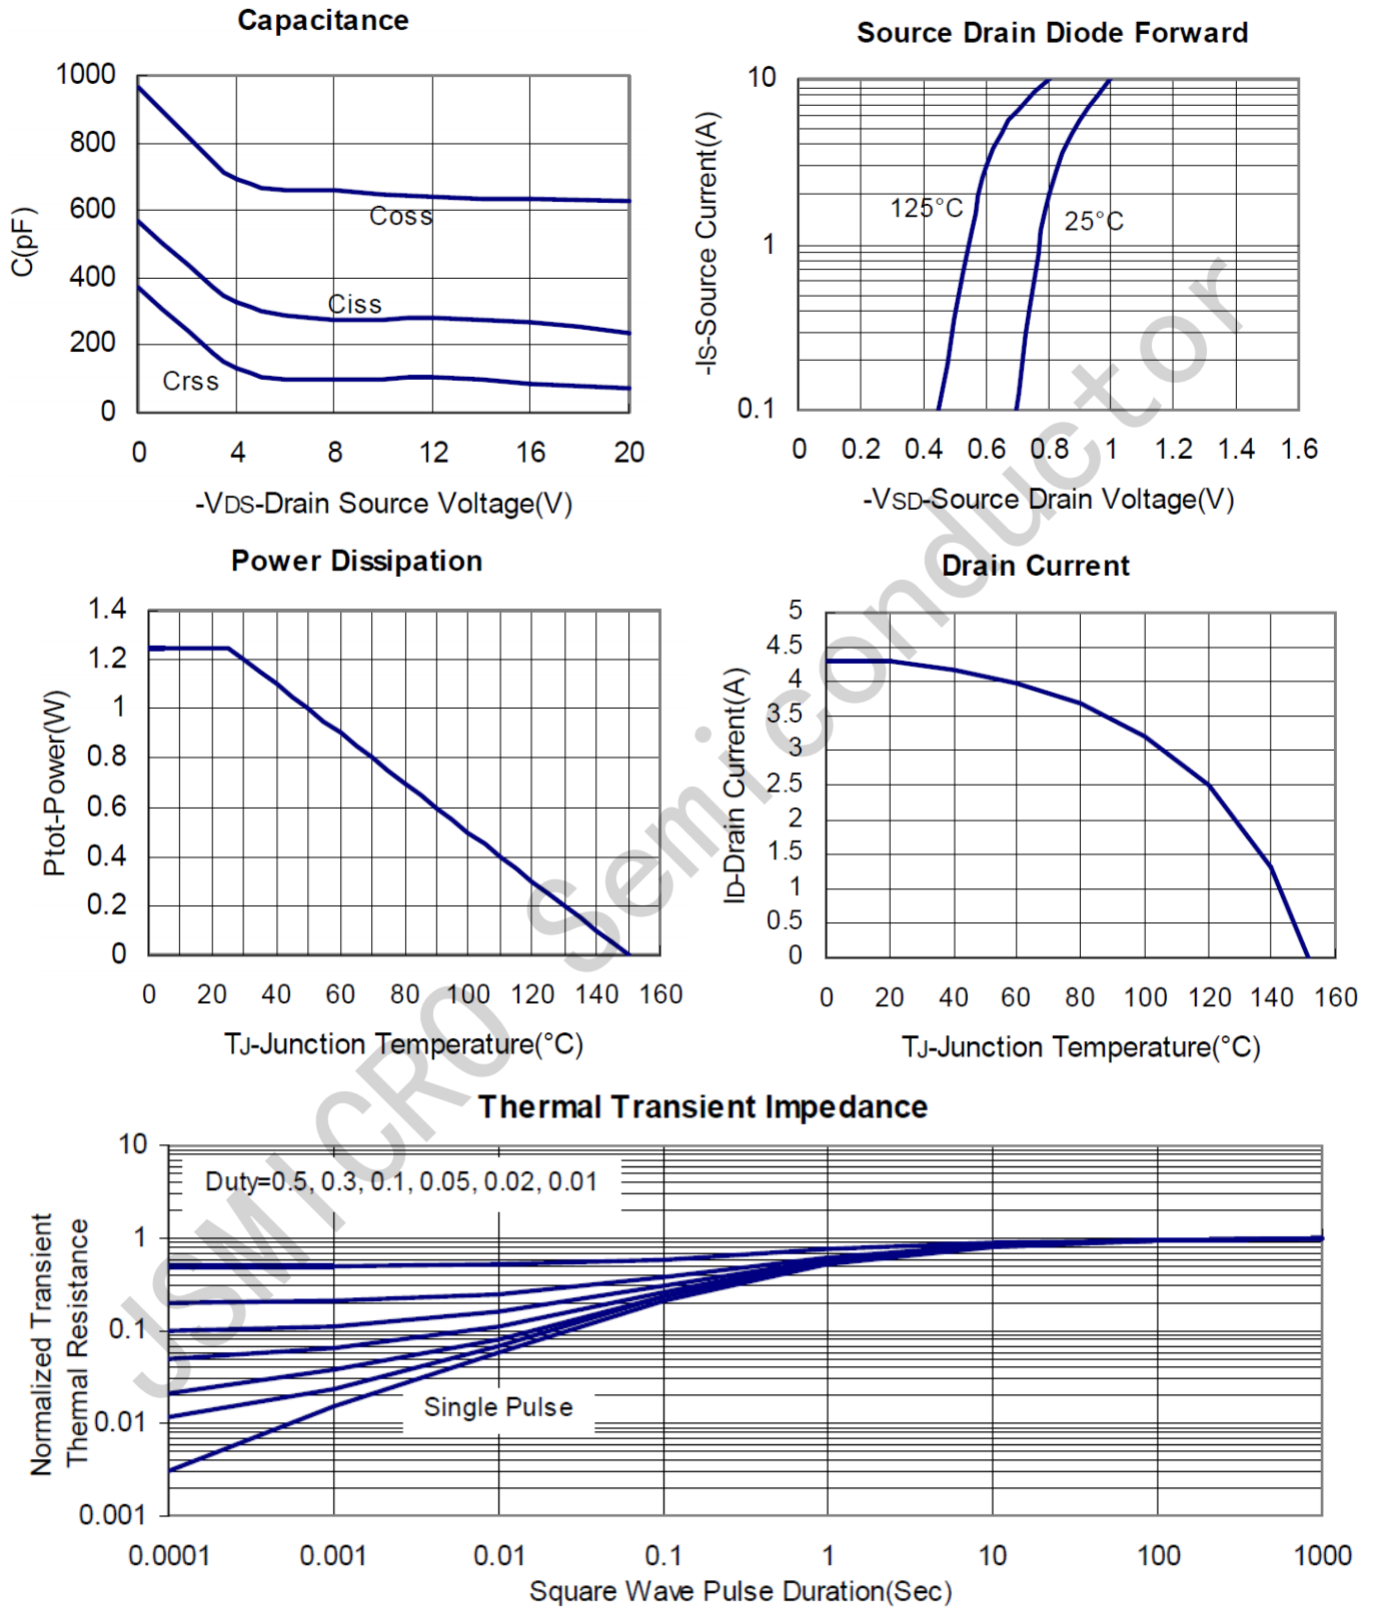 Capacitance
1000
800
600
400
200
0
C(pF)
Coss
Ciss
Crss
0 4 8 12 16 20
-VDS-Drain Source Voltage(V)
Source Drain Diode Forward
10
1
0.1
-IS-Source Current(A)
125°C
25°C
0 0.2 0.4 0.6 0.8 1 1.2 1.4 1.6
-VSD-Source Drain Voltage(V)
Power Dissipation
1.4
1.2
1
0.8
0.6
0.4
0.2
0
Ptot-Power(W)
0 20 40 60 80 100 120 140 160
TJ-Junction Temperature(°C)
Drain Current
5
4.5
4
3.5
3
2.5
2
1.5
1
0.5
0
ID-Drain Current(A)
0 20 40 60 80 100 120 140 160
TJ-Junction Temperature(°C)
Thermal Transient Impedance
10
1
0.1
0.01
0.001
Normalized Transient
Thermal Resistance
Duty=0.5, 0.3, 0.1, 0.05, 0.02, 0.01
Single Pulse
0.0001 0.001 0.01 0.1 1 10 100 1000
Square Wave Pulse Duration(Sec)
JSMICRO Semiconductor